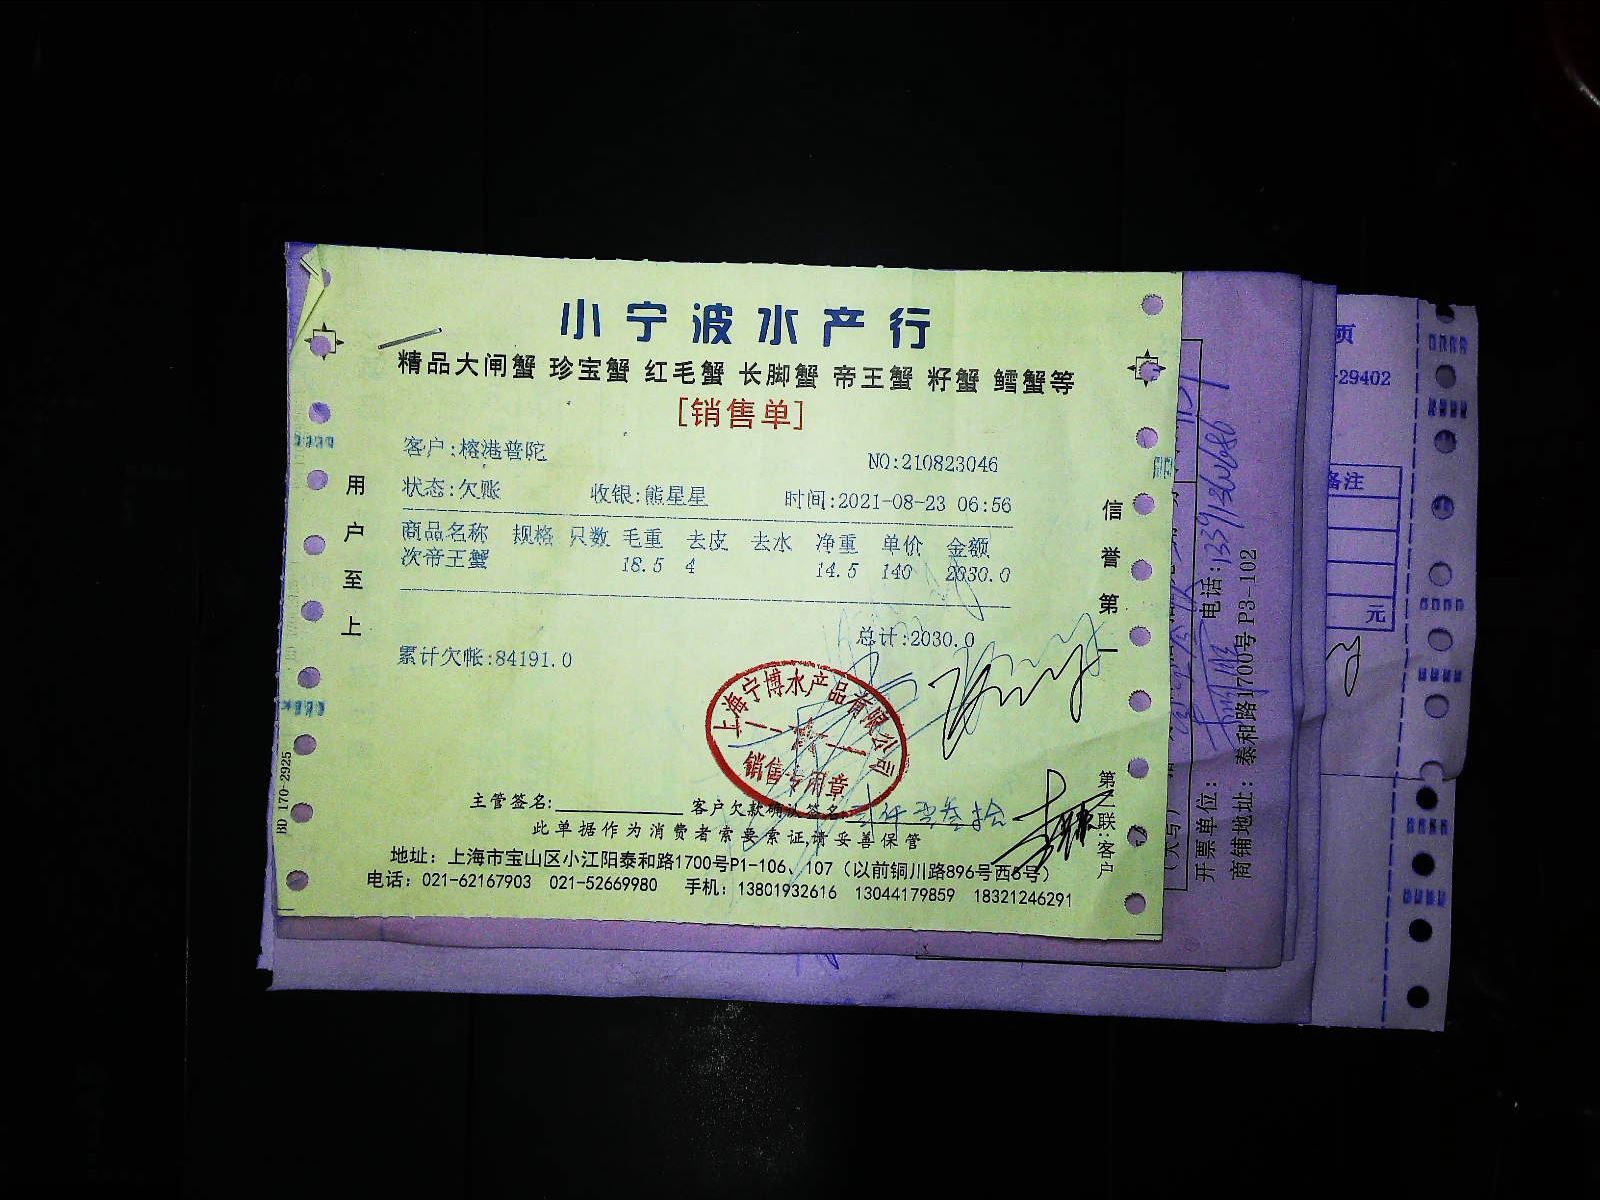 小宁波水产行
精品大闸蟹 珍宝蟹 红毛蟹 长脚蟹 帝王蟹 籽蟹 鳕蟹等
[销售单]
客户:榕港普陀
NO:210823046
状态:欠账 收银:熊星星 时间:2021-08-23 06:56
商品名称 规格 只数 毛重 去皮 去水 净重 单价 金额
次帝王蟹 18.5 4 14.5 140 2030.0
总计:2030.0
累计欠帐:84191.0
上海宁博水产品有限公司
销售专用章
主管签名: 客户欠款确认签名:
此单据作为消费者索要索证,请妥善保管
地址：上海市宝山区小江阳泰和路1700号P1-106、107（以前铜川路896号西6号）
电话：021-62167903 021-52669980 手机：13801932616 13044179859 18321246291
用户至上
信誉第一
第二联:客户
BD 170-2925
开票单位:
电话:
商铺地址: 泰和路1700号 P3-102
页
-29402
备注
元